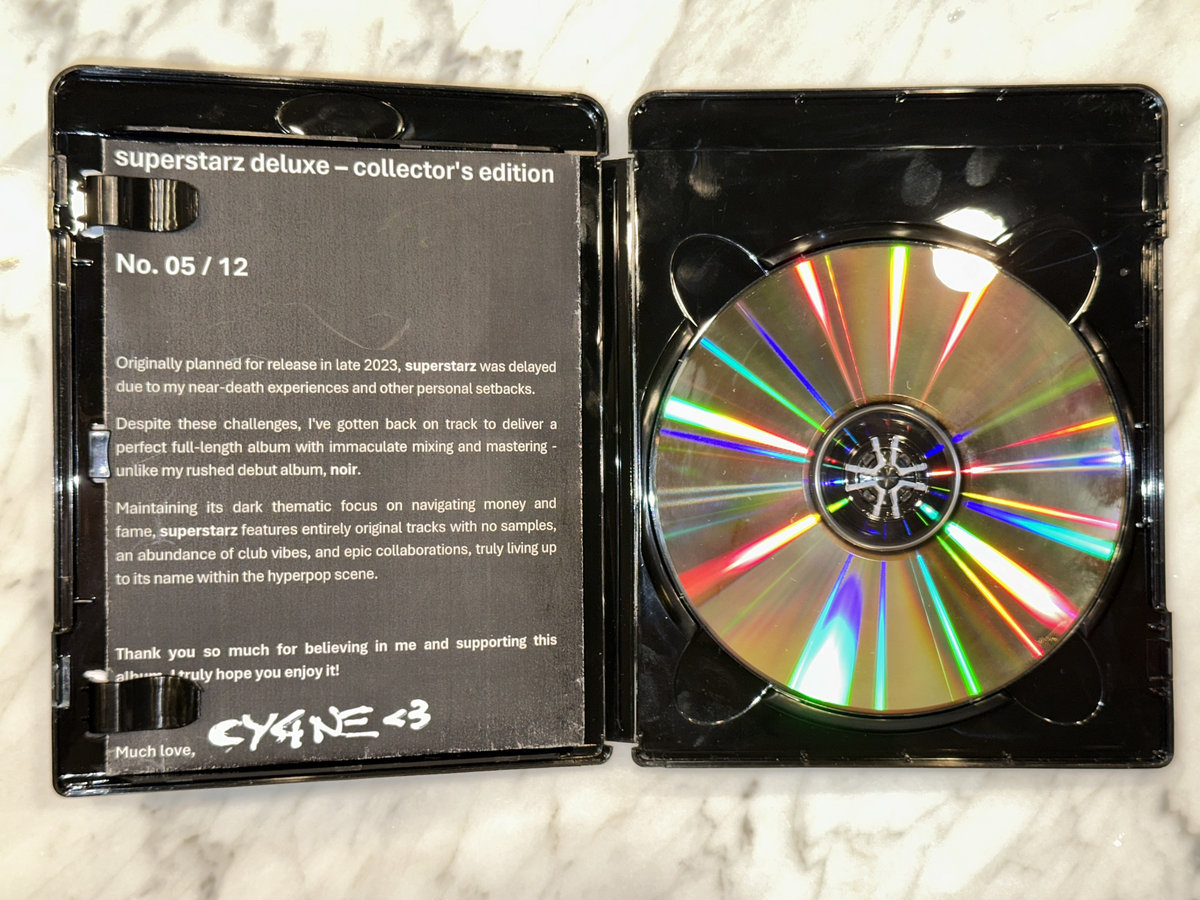 superstarz deluxe – collector's edition
No. 05 / 12
Originally planned for release in late 2023, superstarz was delayed
due to my near-death experiences and other personal setbacks.
Despite these challenges, I've gotten back on track to deliver a
perfect full-length album with immaculate mixing and mastering -
unlike my rushed debut album, noir.
Maintaining its dark thematic focus on navigating money and
fame, superstarz features entirely original tracks with no samples,
an abundance of club vibes, and epic collaborations, truly living up
to its name within the hyperpop scene.
Thank you so much for believing in me and supporting this
album. I truly hope you enjoy it!
CYANE <3
Much love,